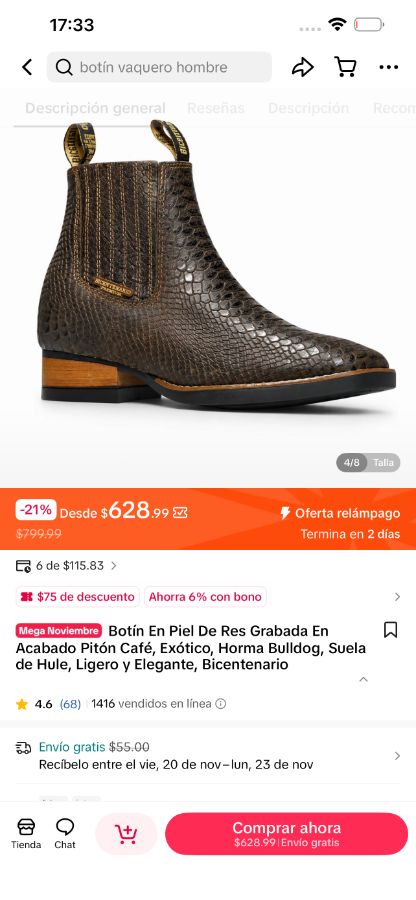 17:33
botín vaquero hombre
Descripción general Reseñas Descripción Recom
BICENTENARIO
4/8 Talla
-21% Desde $628.99
$799.99
Oferta relámpago
Termina en 2 días
6 de $115.83
$75 de descuento Ahorra 6% con bono
Mega Noviembre Botín En Piel De Res Grabada En
Acabado Pitón Café, Exótico, Horma Bulldog, Suela
de Hule, Ligero y Elegante, Bicentenario
4.6 (68) 1416 vendidos en línea
Envío gratis $55.00
Recíbelo entre el vie, 20 de nov–lun, 23 de nov
Tienda
Chat
Comprar ahora
$628.99 | Envío gratis